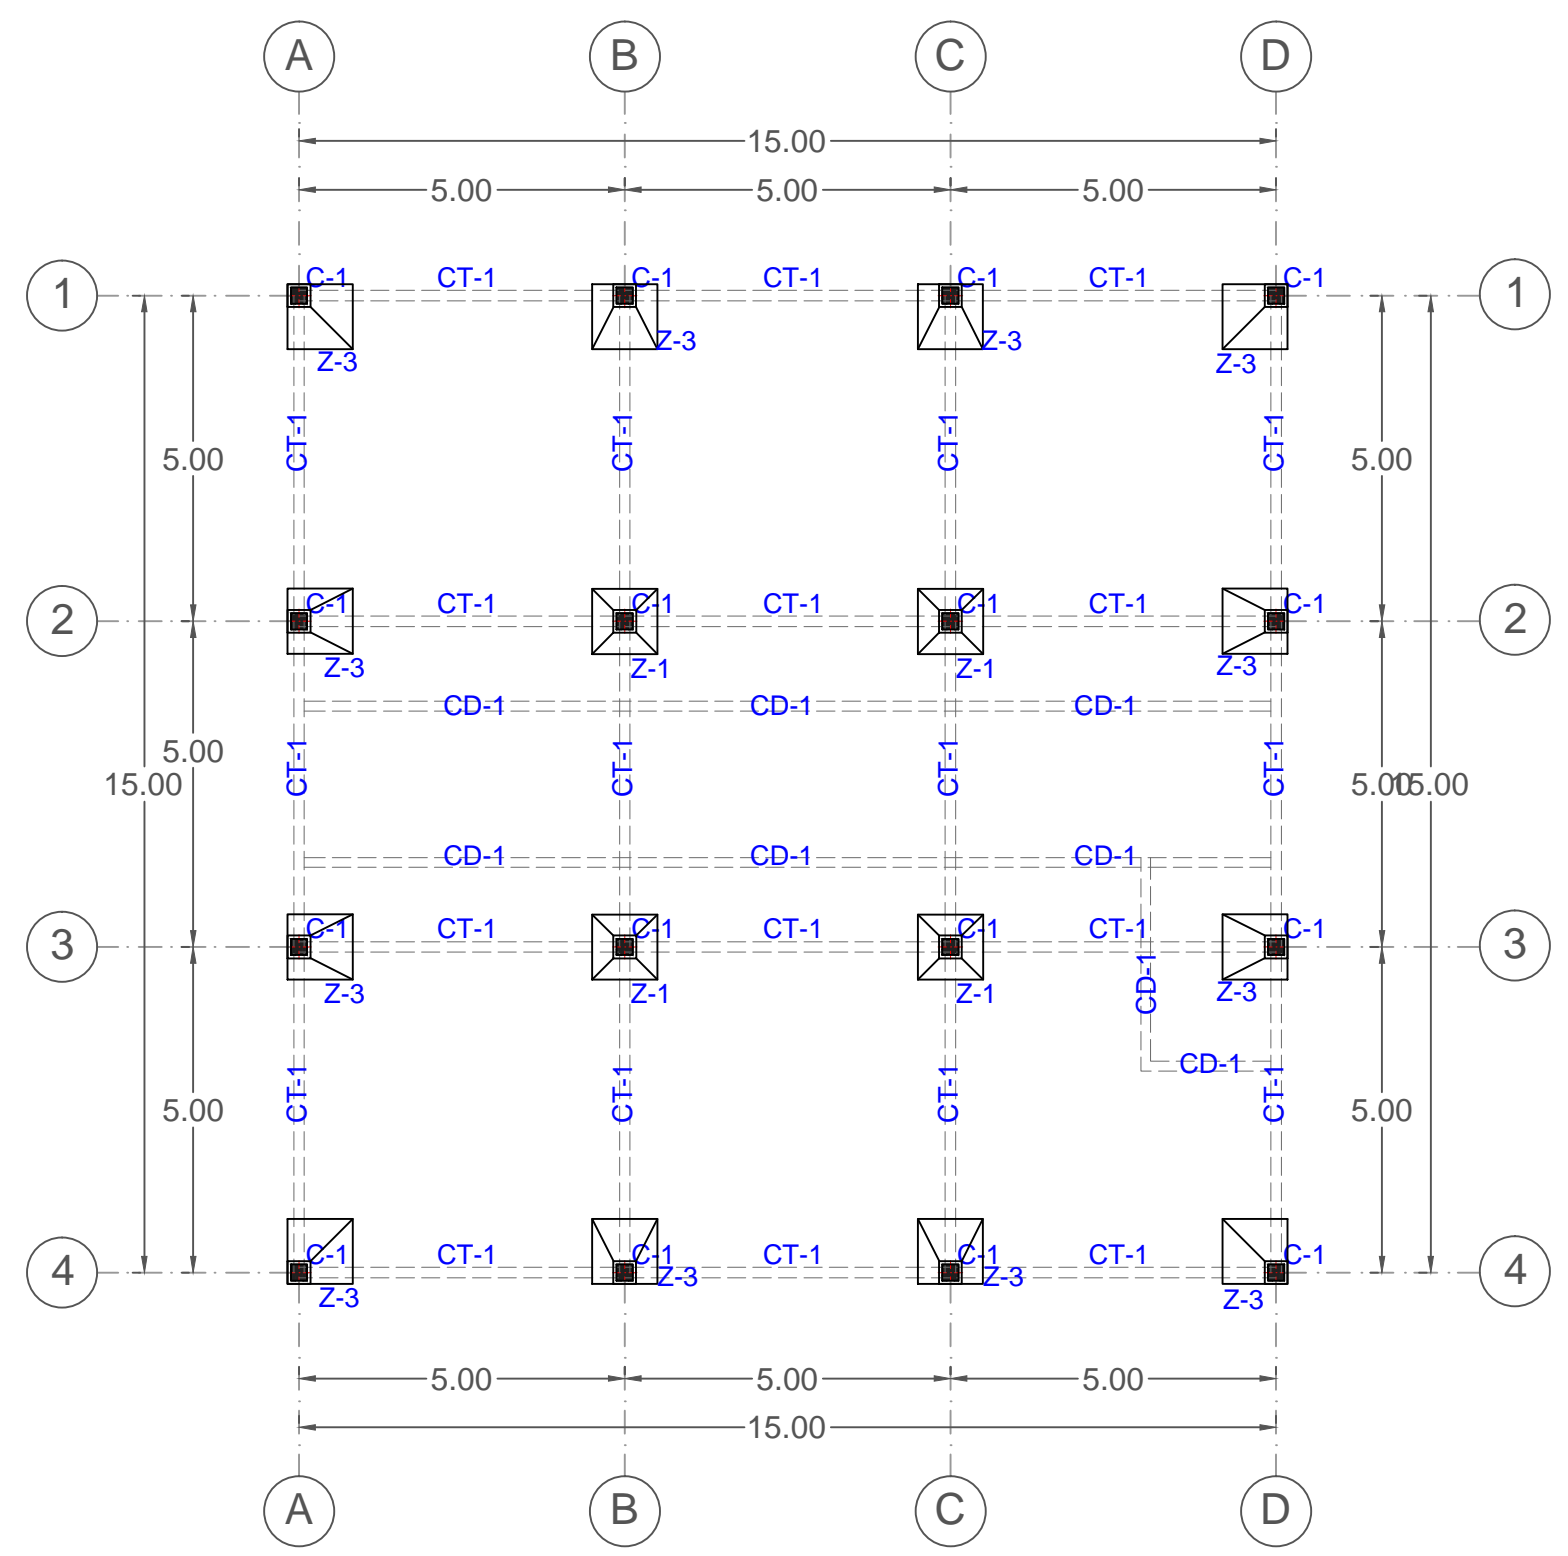 A B C D
15.00
5.00 5.00 5.00
1 C-1 CT-1 C-1 CT-1 C-1 CT-1 C-1 1
Z-3 Z-3 Z-3 Z-3
5.00 CT-1 CT-1 CT-1 CT-1 5.00
2 C-1 CT-1 C-1 CT-1 C-1 CT-1 C-1 2
Z-3 Z-1 Z-1 Z-3
CD-1 CD-1 CD-1
5.00 CT-1 CT-1 CT-1 CT-1
15.00 5.00 15.00
CD-1 CD-1 CD-1
3 C-1 CT-1 C-1 CT-1 C-1 CT-1 C-1 3
Z-3 Z-1 Z-1 CD-1 Z-3
CD-1
5.00 CT-1 CT-1 CT-1 CT-1 5.00
4 C-1 CT-1 C-1 CT-1 C-1 CT-1 C-1 4
Z-3 Z-3 Z-3 Z-3
5.00 5.00 5.00
15.00
A B C D